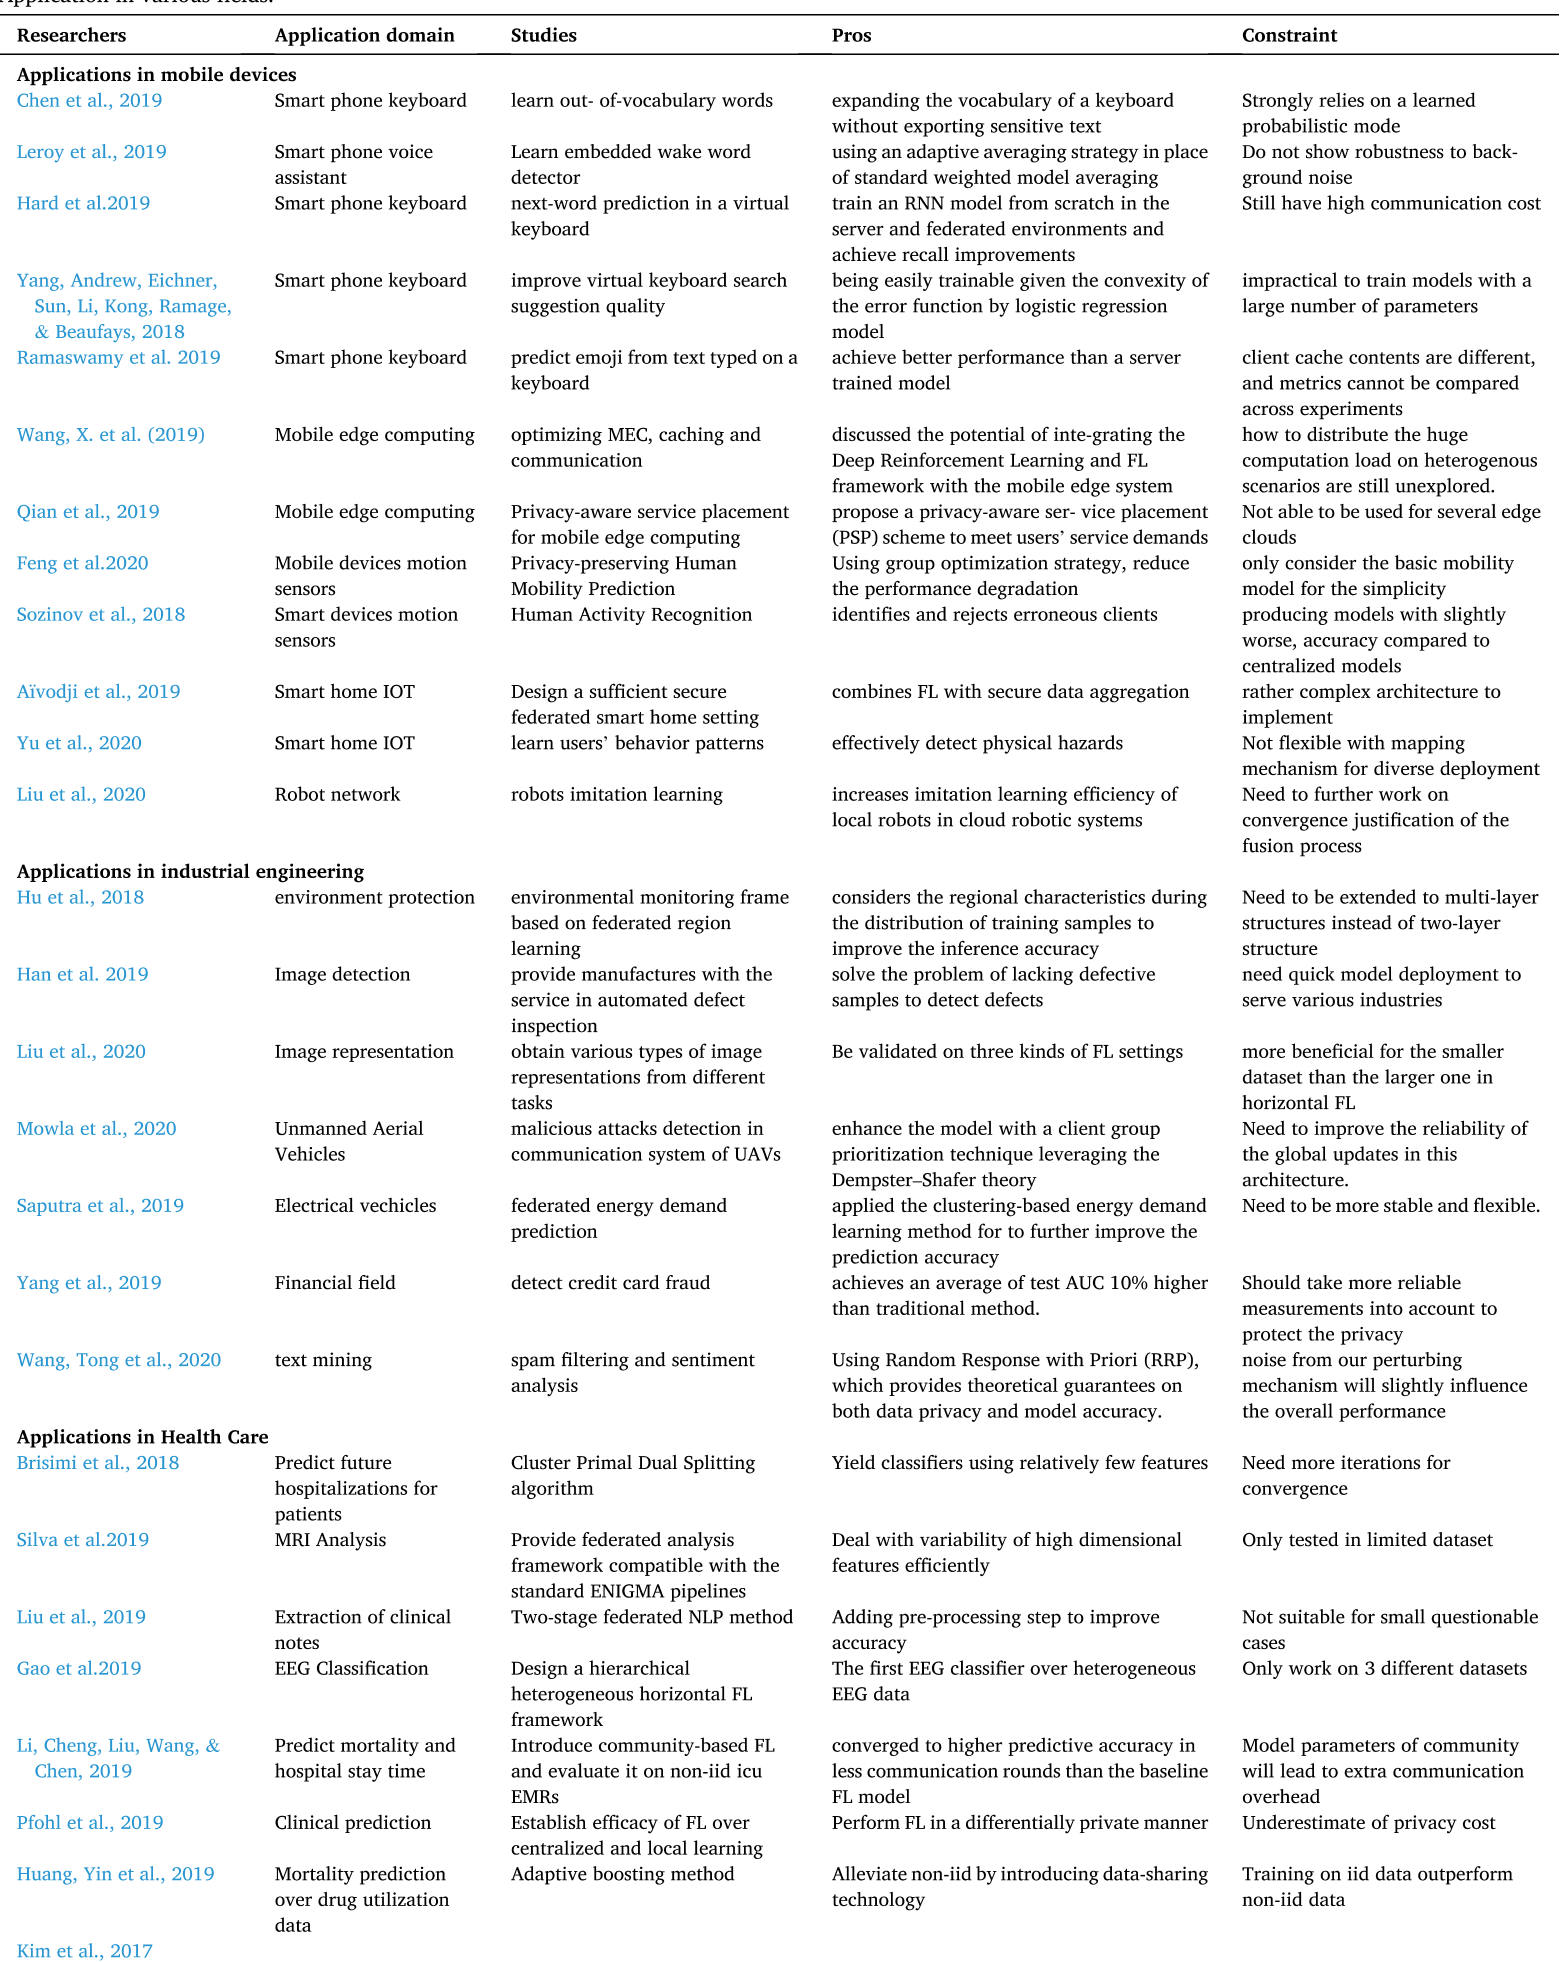 Application in various fields.
Researchers Application domain Studies Pros Constraint
Applications in mobile devices
Chen et al., 2019 Smart phone keyboard learn out- of-vocabulary words expanding the vocabulary of a keyboard Strongly relies on a learned
without exporting sensitive text probabilistic mode
Leroy et al., 2019 Smart phone voice Learn embedded wake word using an adaptive averaging strategy in place Do not show robustness to back-
assistant detector of standard weighted model averaging ground noise
Hard et al.2019 Smart phone keyboard next-word prediction in a virtual train an RNN model from scratch in the Still have high communication cost
keyboard server and federated environments and
achieve recall improvements
Yang, Andrew, Eichner, Smart phone keyboard improve virtual keyboard search being easily trainable given the convexity of impractical to train models with a
Sun, Li, Kong, Ramage, suggestion quality the error function by logistic regression large number of parameters
& Beaufays, 2018 model
Ramaswamy et al. 2019 Smart phone keyboard predict emoji from text typed on a achieve better performance than a server client cache contents are different,
keyboard trained model and metrics cannot be compared
across experiments
Wang, X. et al. (2019) Mobile edge computing optimizing MEC, caching and discussed the potential of inte-grating the how to distribute the huge
communication Deep Reinforcement Learning and FL computation load on heterogenous
framework with the mobile edge system scenarios are still unexplored.
Qian et al., 2019 Mobile edge computing Privacy-aware service placement propose a privacy-aware ser- vice placement Not able to be used for several edge
for mobile edge computing (PSP) scheme to meet users’ service demands clouds
Feng et al.2020 Mobile devices motion Privacy-preserving Human Using group optimization strategy, reduce only consider the basic mobility
sensors Mobility Prediction the performance degradation model for the simplicity
Sozinov et al., 2018 Smart devices motion Human Activity Recognition identifies and rejects erroneous clients producing models with slightly
sensors worse, accuracy compared to
centralized models
Aïvodji et al., 2019 Smart home IOT Design a sufficient secure combines FL with secure data aggregation rather complex architecture to
federated smart home setting implement
Yu et al., 2020 Smart home IOT learn users’ behavior patterns effectively detect physical hazards Not flexible with mapping
mechanism for diverse deployment
Liu et al., 2020 Robot network robots imitation learning increases imitation learning efficiency of Need to further work on
local robots in cloud robotic systems convergence justification of the
fusion process
Applications in industrial engineering
Hu et al., 2018 environment protection environmental monitoring frame considers the regional characteristics during Need to be extended to multi-layer
based on federated region the distribution of training samples to structures instead of two-layer
learning improve the inference accuracy structure
Han et al. 2019 Image detection provide manufactures with the solve the problem of lacking defective need quick model deployment to
service in automated defect samples to detect defects serve various industries
inspection
Liu et al., 2020 Image representation obtain various types of image Be validated on three kinds of FL settings more beneficial for the smaller
representations from different dataset than the larger one in
tasks horizontal FL
Mowla et al., 2020 Unmanned Aerial malicious attacks detection in enhance the model with a client group Need to improve the reliability of
Vehicles communication system of UAVs prioritization technique leveraging the the global updates in this
Dempster–Shafer theory architecture.
Saputra et al., 2019 Electrical vechicles federated energy demand applied the clustering-based energy demand Need to be more stable and flexible.
prediction learning method for to further improve the
prediction accuracy
Yang et al., 2019 Financial field detect credit card fraud achieves an average of test AUC 10% higher Should take more reliable
than traditional method. measurements into account to
protect the privacy
Wang, Tong et al., 2020 text mining spam filtering and sentiment Using Random Response with Priori (RRP), noise from our perturbing
analysis which provides theoretical guarantees on mechanism will slightly influence
both data privacy and model accuracy. the overall performance
Applications in Health Care
Brisimi et al., 2018 Predict future Cluster Primal Dual Splitting Yield classifiers using relatively few features Need more iterations for
hospitalizations for algorithm convergence
patients
Silva et al.2019 MRI Analysis Provide federated analysis Deal with variability of high dimensional Only tested in limited dataset
framework compatible with the features efficiently
standard ENIGMA pipelines
Liu et al., 2019 Extraction of clinical Two-stage federated NLP method Adding pre-processing step to improve Not suitable for small questionable
notes accuracy cases
Gao et al.2019 EEG Classification Design a hierarchical The first EEG classifier over heterogeneous Only work on 3 different datasets
heterogeneous horizontal FL EEG data
framework
Li, Cheng, Liu, Wang, & Predict mortality and Introduce community-based FL converged to higher predictive accuracy in Model parameters of community
Chen, 2019 hospital stay time and evaluate it on non-iid icu less communication rounds than the baseline will lead to extra communication
EMRs FL model overhead
Pfohl et al., 2019 Clinical prediction Establish efficacy of FL over Perform FL in a differentially private manner Underestimate of privacy cost
centralized and local learning
Huang, Yin et al., 2019 Mortality prediction Adaptive boosting method Alleviate non-iid by introducing data-sharing Training on iid data outperform
over drug utilization technology non-iid data
data
Kim et al., 2017